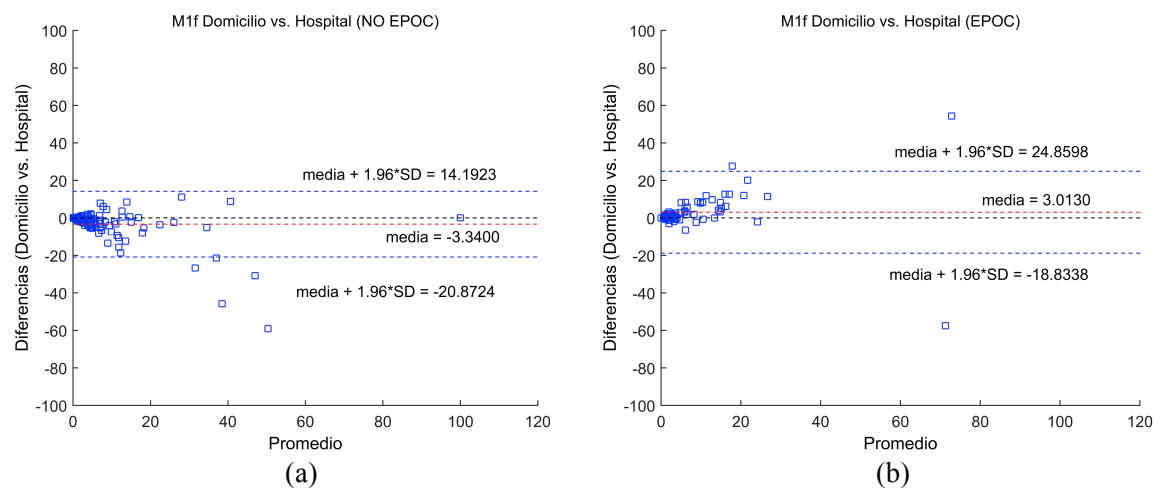 M1f Domicilio vs. Hospital (NO EPOC)
100
80
60
40
20
0
-20
-40
-60
-80
-100
Diferencias (Domicilio vs. Hospital)
media + 1.96*SD = 14.1923
media = -3.3400
media + 1.96*SD = -20.8724
0 20 40 60 80 100 120
Promedio
(a)
M1f Domicilio vs. Hospital (EPOC)
100
80
60
40
20
0
-20
-40
-60
-80
-100
Diferencias (Domicilio vs. Hospital)
media + 1.96*SD = 24.8598
media = 3.0130
media + 1.96*SD = -18.8338
0 20 40 60 80 100 120
Promedio
(b)